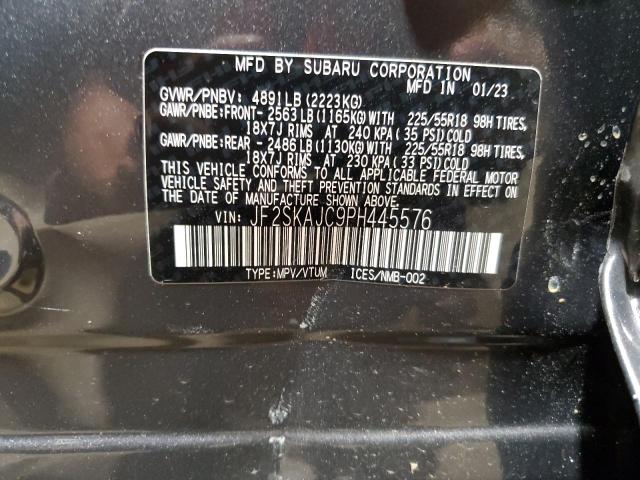 MFD BY SUBARU CORPORATION
MFD IN 01/23
GVWR/PNBV: 4891LB(2223KG)
GAWR/PNBE:FRONT- 2563 LB(1165KG)WITH 225/55R18 98H TIRES,
18X7J RIMS AT 240 KPA(35 PSI)COLD
GAWR/PNBE:REAR -2486 LB(1130KG)WITH 225/55R18 98H TIRES,
18X7J RIMS AT 230 KPA(33 PSI)COLD
THIS VEHICLE CONFORMS TO ALL APPLICABLE FEDERAL MOTOR
VEHICLE SAFETY AND THEFT PREVENTION STANDARDS IN EFFECT ON
THE DATE OF MANUFACTURE SHOWN ABOVE.
VIN: JF2SKAJC9PH445576
TYPE:MPV/VTUM ICES/NMB-002